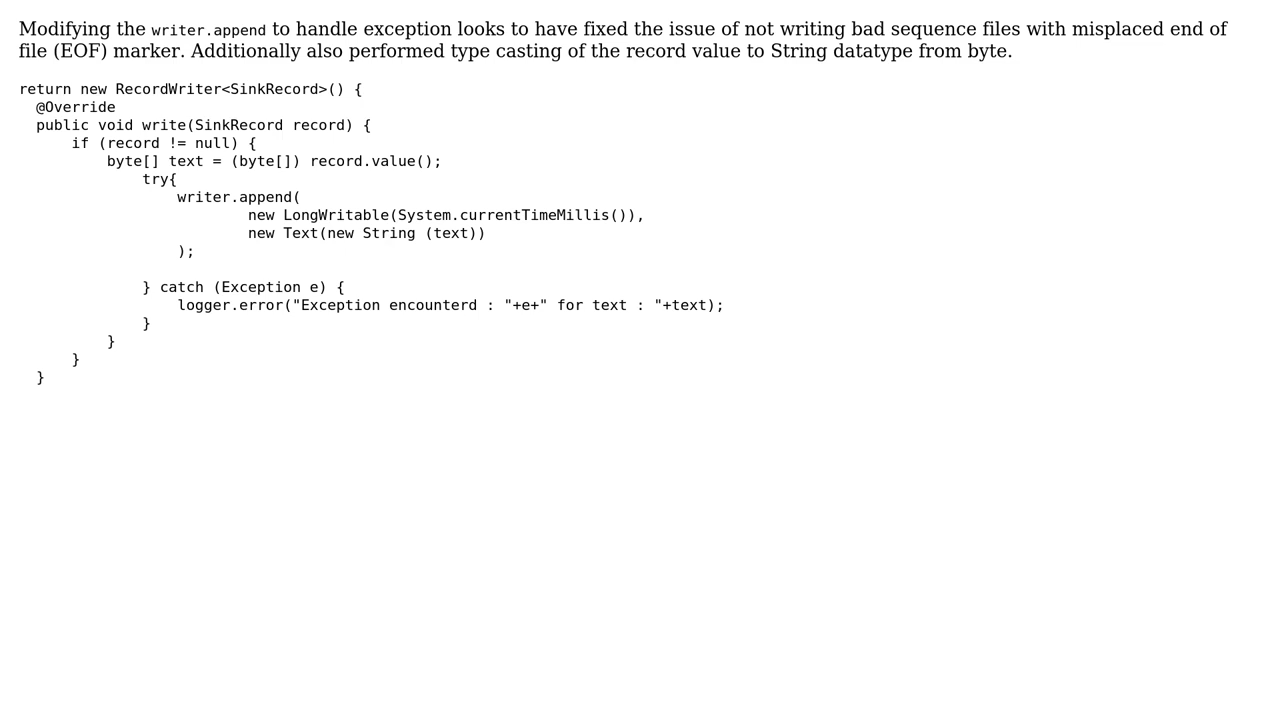 Modifying the writer.append to handle exception looks to have fixed the issue of not writing bad sequence files with misplaced end of
file (EOF) marker. Additionally also performed type casting of the record value to String datatype from byte.
return new RecordWriter<SinkRecord>() {
  @Override
  public void write(SinkRecord record) {
      if (record != null) {
          byte[] text = (byte[]) record.value();
              try{
                  writer.append(
                          new LongWritable(System.currentTimeMillis()),
                          new Text(new String (text))
                  );

              } catch (Exception e) {
                  logger.error("Exception encounterd : "+e+" for text : "+text);
              }
          }
      }
  }